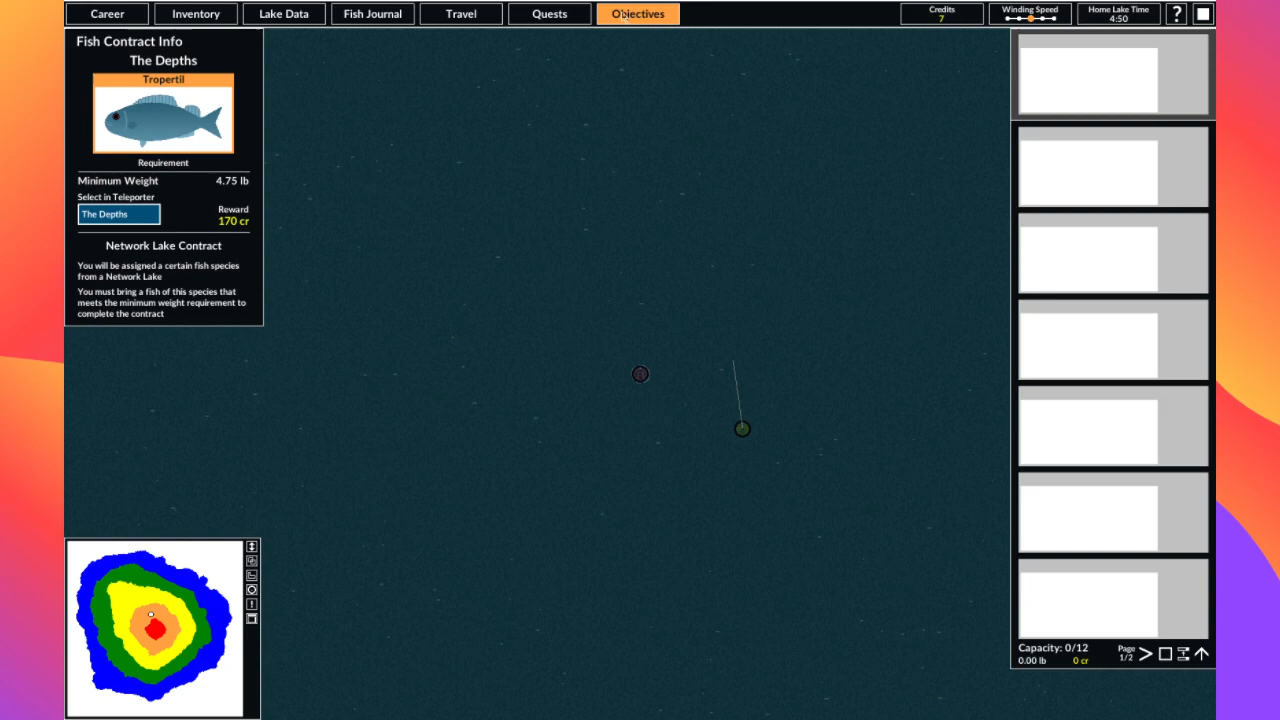 Career
Inventory
Lake Data
Fish Journal
Travel
Quests
Objectives
Credits
7
Winding Speed
Home Lake Time
4:50
?
Fish Contract Info
The Depths
Tropertil
Requirement
Minimum Weight 4.75 lb
Select in Teleporter
The Depths
Reward
170 cr
Network Lake Contract
You will be assigned a certain fish species
from a Network Lake
You must bring a fish of this species that
meets the minimum weight requirement to
complete the contract
Capacity: 0/12
0.00 lb 0 cr
Page
1/2